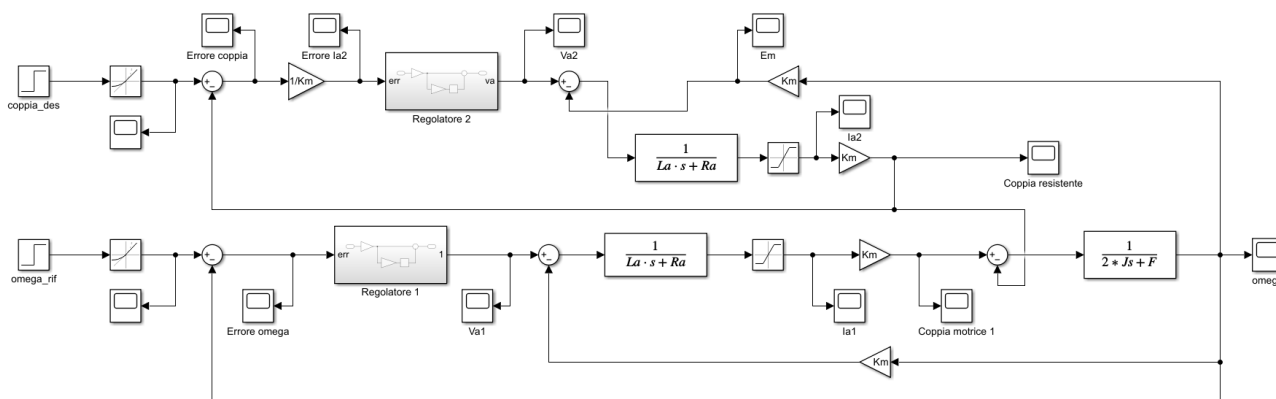 Errore coppia
Errore Ia2
Va2
Em
coppia_des
+
−
1/Km
err
va
Regolatore 2
+
−
Km
Ia2
1
La · s + Ra
Km
Coppia resistente
omega_rif
+
−
err
1
Regolatore 1
+
−
1
La · s + Ra
Km
+
−
1
2 * Js + F
Errore omega
Va1
Ia1
Coppia motrice 1
omeg
Km